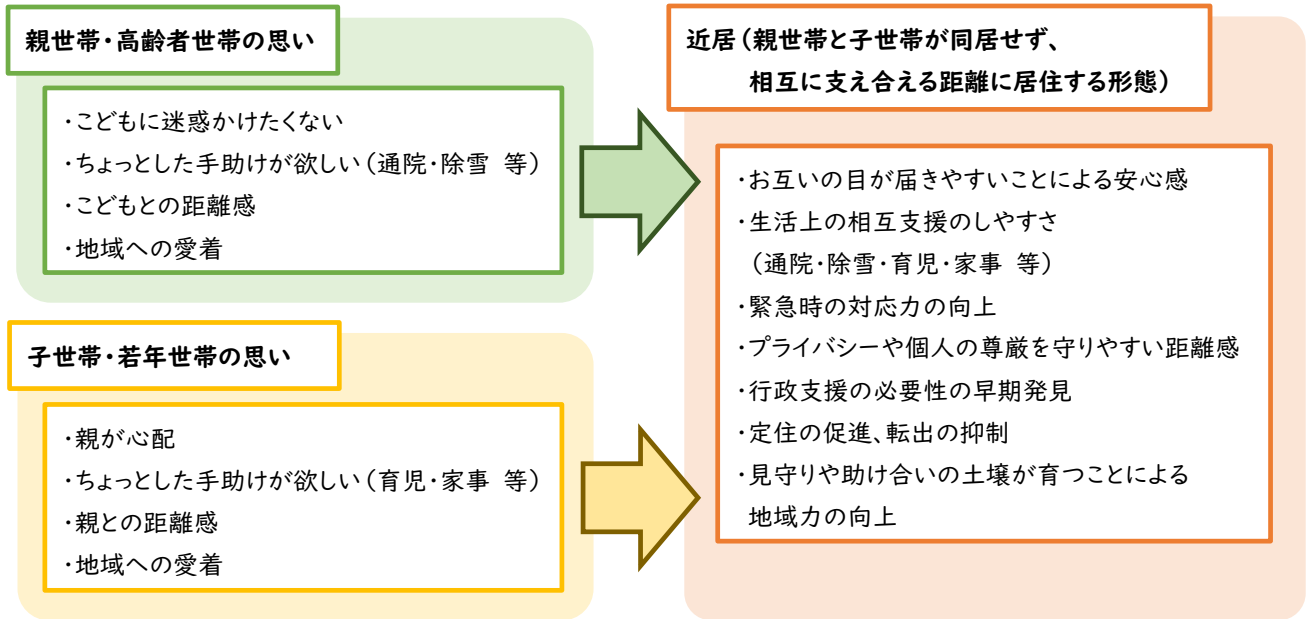 親世帯・高齢者世帯の思い
・こどもに迷惑かけたくない
・ちょっとした手助けが欲しい（通院・除雪 等）
・こどもとの距離感
・地域への愛着
子世帯・若年世帯の思い
・親が心配
・ちょっとした手助けが欲しい（育児・家事 等）
・親との距離感
・地域への愛着
近居（親世帯と子世帯が同居せず、
相互に支え合える距離に居住する形態）
・お互いの目が届きやすいことによる安心感
・生活上の相互支援のしやすさ
（通院・除雪・育児・家事 等）
・緊急時の対応力の向上
・プライバシーや個人の尊厳を守りやすい距離感
・行政支援の必要性の早期発見
・定住の促進、転出の抑制
・見守りや助け合いの土壌が育つことによる
地域力の向上